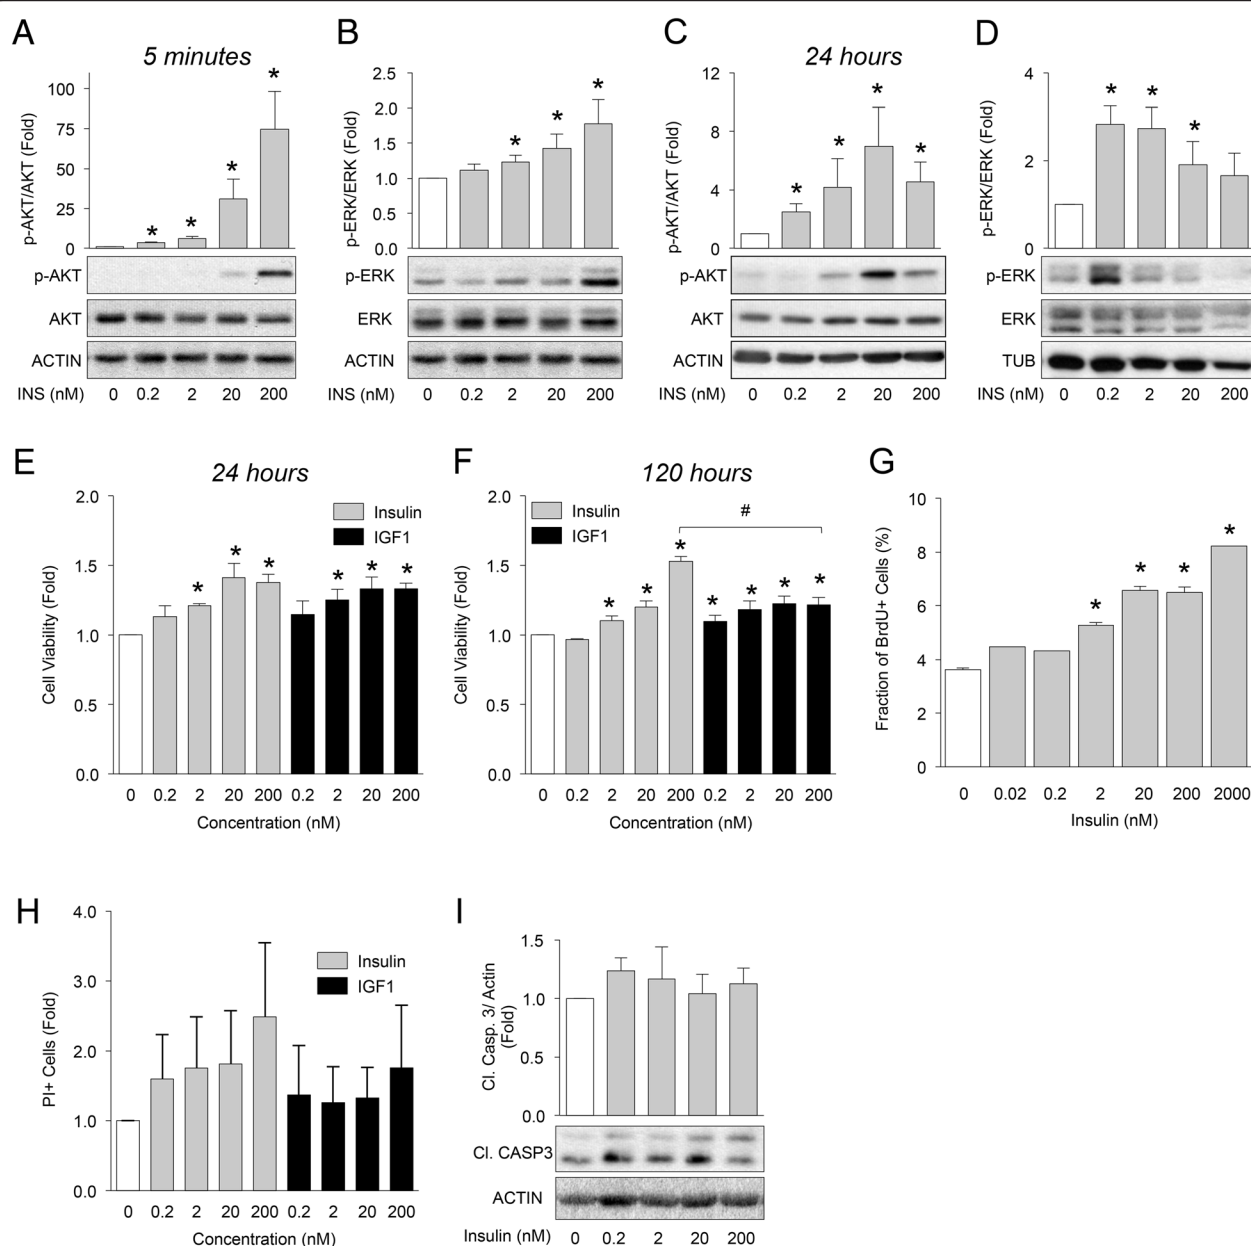 A
5 minutes
p-AKT/AKT (Fold)
100
75
50
25
0
* * * *
p-AKT
AKT
ACTIN
INS (nM) 0 0.2 2 20 200
B
p-ERK/ERK (Fold)
2.5
2.0
1.5
1.0
0.5
0.0
* * *
p-ERK
ERK
ACTIN
INS (nM) 0 0.2 2 20 200
C
24 hours
p-AKT/AKT (Fold)
12
8
4
0
* * * *
p-AKT
AKT
ACTIN
INS (nM) 0 0.2 2 20 200
D
p-ERK/ERK (Fold)
4
2
0
* * *
p-ERK
ERK
TUB
INS (nM) 0 0.2 2 20 200
E
24 hours
Cell Viability (Fold)
2.0
1.5
1.0
0.5
0.0
Insulin
IGF1
* * * * * *
0 0.2 2 20 200 0.2 2 20 200
Concentration (nM)
F
120 hours
Cell Viability (Fold)
2.0
1.5
1.0
0.5
0.0
Insulin
IGF1
#
* * * * * * *
0 0.2 2 20 200 0.2 2 20 200
Concentration (nM)
G
Fraction of BrdU+ Cells (%)
10
8
6
4
2
0
* * * *
0 0.02 0.2 2 20 200 2000
Insulin (nM)
H
PI+ Cells (Fold)
4.0
3.0
2.0
1.0
0.0
Insulin
IGF1
0 0.2 2 20 200 0.2 2 20 200
Concentration (nM)
I
Cl. Casp. 3/ Actin
(Fold)
1.5
1.0
0.5
0.0
Cl. CASP3
ACTIN
Insulin (nM) 0 0.2 2 20 200